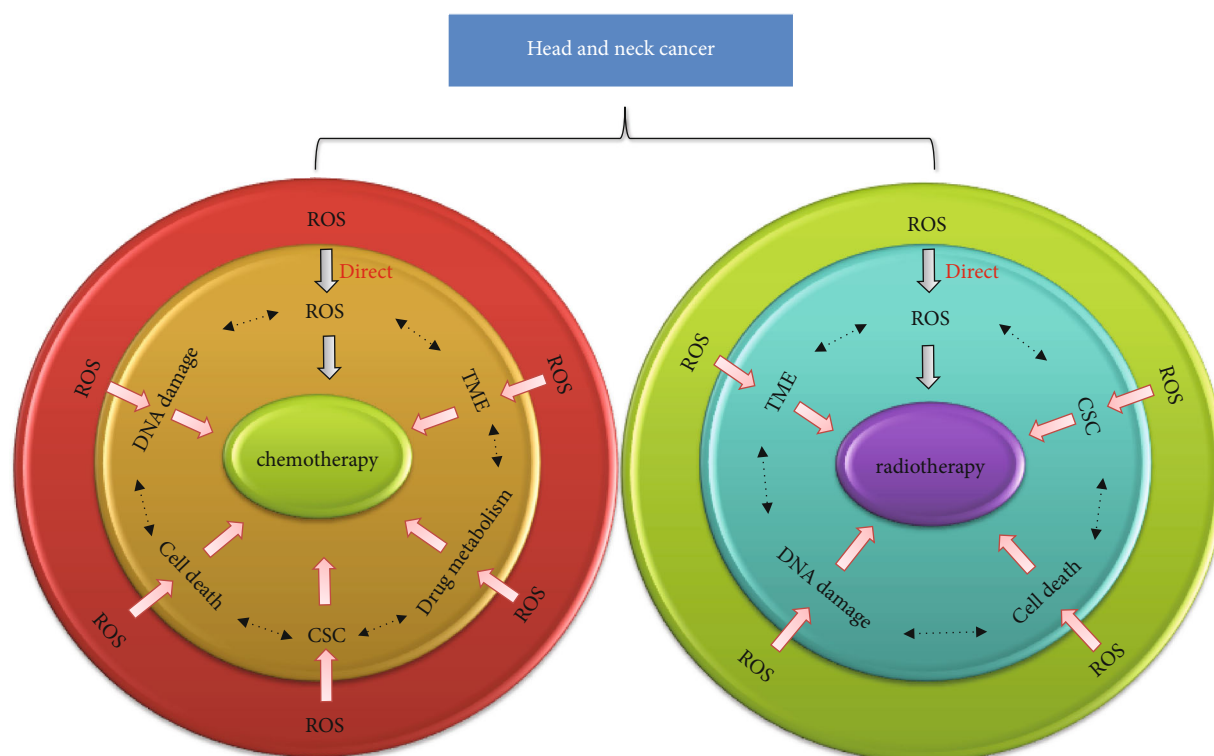 Head and neck cancer
ROS
Direct
ROS
ROS
DNA damage
TME
ROS
chemotherapy
Cell death
Drug metabolism
ROS
CSC
ROS
ROS
ROS
Direct
ROS
ROS
TME
CSC
ROS
radiotherapy
DNA damage
Cell death
ROS
ROS